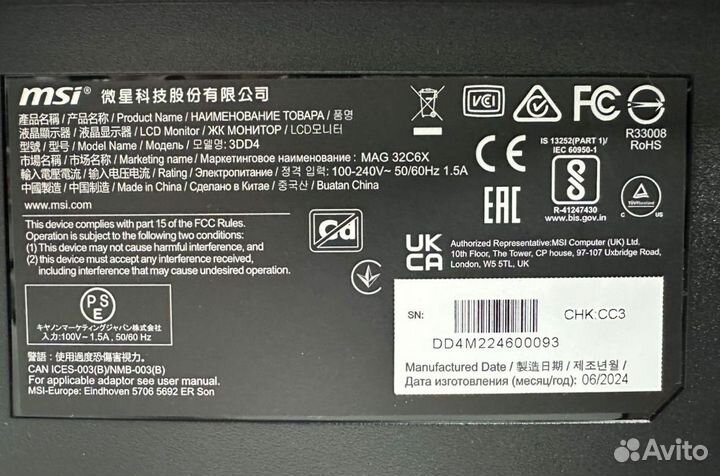 msi® 微星科技股份有限公司
產品名稱 / 产品名称 / Product Name / НАИМЕНОВАНИЕ ТОВАРА / 품명
液晶顯示器 / 液晶显示器 / LCD Monitor / ЖК МОНИТОР / LCD모니터
型號 / 型号 / Model Name / Модель / 모델명: 3DD4
市場名稱 / 市场名称 / Marketing name / Маркетинговое наименование : MAG 32C6X
輸入電壓電流 / 输入电压电流 / Rating / Электропитание / 정격 입력: 100-240V~ 50/60Hz 1.5A
中國製造 / 中国制造 / Made in China / Сделано в Китае / 중국산 / Buatan China
www.msi.com
This device complies with part 15 of the FCC Rules.
Operation is subject to the following two conditions:
(1) This device may not cause harmful interference, and
(2) this device must accept any interference received,
including interference that may cause undesired operation.
VCI
FC
R33008
RoHS
CE
IS 13252(PART 1)/
IEC 60950-1
R-41247430
www.bis.gov.in
EAC
C US
UK
CA
Authorized Representative:MSI Computer (UK) Ltd.
10th Floor, The Tower, CP house, 97-107 Uxbridge Road,
London, W5 5TL, UK
PS
E
キヤノンマーケティングジャパン株式会社
入力:100V~ 1.5A, 50/60 Hz
警語: 使用過度恐傷害視力。
CAN ICES-003(B)/NMB-003(B)
For applicable adaptor see user manual.
MSI-Europe: Eindhoven 5706 5692 ER Son
SN:
CHK:CC3
DD4M224600093
Manufactured Date / 製造日期 / 제조년월 /
Дата изготовления (месяц/год): 06/2024
Avito